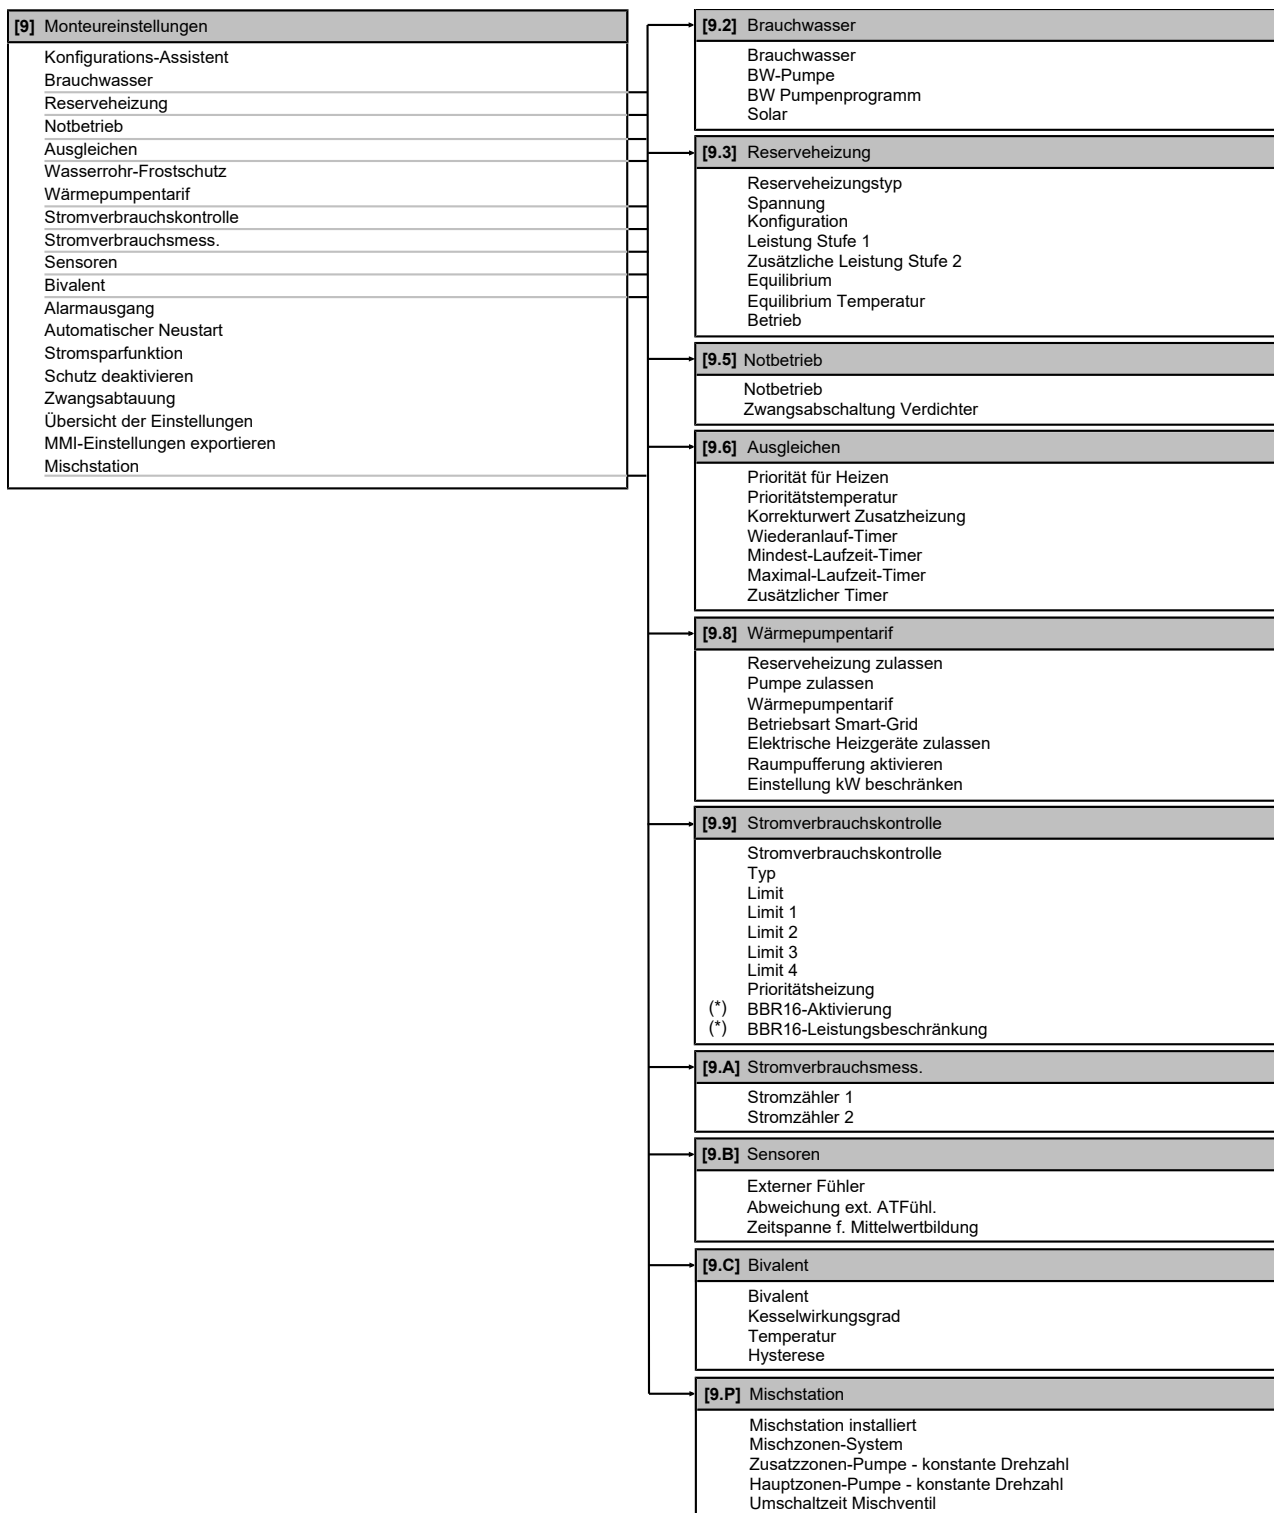 [9] Monteureinstellungen
Konfigurations-Assistent
Brauchwasser
Reserveheizung
Notbetrieb
Ausgleichen
Wasserrohr-Frostschutz
Wärmepumpentarif
Stromverbrauchskontrolle
Stromverbrauchsmess.
Sensoren
Bivalent
Alarmausgang
Automatischer Neustart
Stromsparfunktion
Schutz deaktivieren
Zwangsabtauung
Übersicht der Einstellungen
MMI-Einstellungen exportieren
Mischstation
[9.2] Brauchwasser
Brauchwasser
BW-Pumpe
BW Pumpenprogramm
Solar
[9.3] Reserveheizung
Reserveheizungstyp
Spannung
Konfiguration
Leistung Stufe 1
Zusätzliche Leistung Stufe 2
Equilibrium
Equilibrium Temperatur
Betrieb
[9.5] Notbetrieb
Notbetrieb
Zwangsabschaltung Verdichter
[9.6] Ausgleichen
Priorität für Heizen
Prioritätstemperatur
Korrekturwert Zusatzheizung
Wiederanlauf-Timer
Mindest-Laufzeit-Timer
Maximal-Laufzeit-Timer
Zusätzlicher Timer
[9.8] Wärmepumpentarif
Reserveheizung zulassen
Pumpe zulassen
Wärmepumpentarif
Betriebsart Smart-Grid
Elektrische Heizgeräte zulassen
Raumpufferung aktivieren
Einstellung kW beschränken
[9.9] Stromverbrauchskontrolle
Stromverbrauchskontrolle
Typ
Limit
Limit 1
Limit 2
Limit 3
Limit 4
Prioritätsheizung
(*) BBR16-Aktivierung
(*) BBR16-Leistungsbeschränkung
[9.A] Stromverbrauchsmess.
Stromzähler 1
Stromzähler 2
[9.B] Sensoren
Externer Fühler
Abweichung ext. ATFühl.
Zeitspanne f. Mittelwertbildung
[9.C] Bivalent
Bivalent
Kesselwirkungsgrad
Temperatur
Hysterese
[9.P] Mischstation
Mischstation installiert
Mischzonen-System
Zusatzzonen-Pumpe - konstante Drehzahl
Hauptzonen-Pumpe - konstante Drehzahl
Umschaltzeit Mischventil